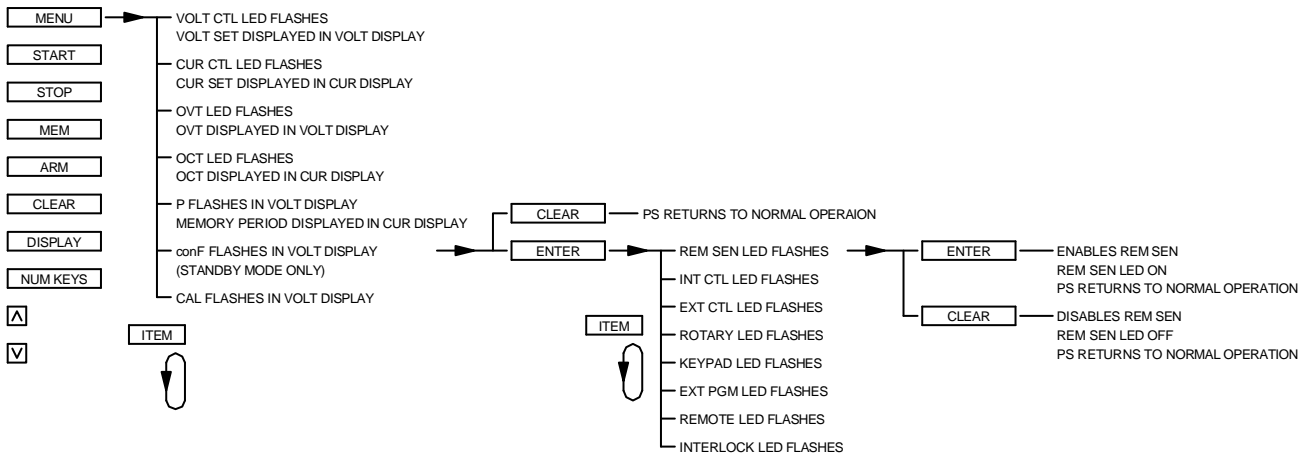 MENU
START
STOP
MEM
ARM
CLEAR
DISPLAY
NUM KEYS
VOLT CTL LED FLASHES
VOLT SET DISPLAYED IN VOLT DISPLAY
CUR CTL LED FLASHES
CUR SET DISPLAYED IN CUR DISPLAY
OVT LED FLASHES
OVT DISPLAYED IN VOLT DISPLAY
OCT LED FLASHES
OCT DISPLAYED IN CUR DISPLAY
P FLASHES IN VOLT DISPLAY
MEMORY PERIOD DISPLAYED IN CUR DISPLAY
conF FLASHES IN VOLT DISPLAY
(STANDBY MODE ONLY)
CAL FLASHES IN VOLT DISPLAY
ITEM
CLEAR
PS RETURNS TO NORMAL OPERAION
ENTER
REM SEN LED FLASHES
INT CTL LED FLASHES
EXT CTL LED FLASHES
ROTARY LED FLASHES
KEYPAD LED FLASHES
EXT PGM LED FLASHES
REMOTE LED FLASHES
INTERLOCK LED FLASHES
ITEM
ENTER
ENABLES REM SEN
REM SEN LED ON
PS RETURNS TO NORMAL OPERATION
CLEAR
DISABLES REM SEN
REM SEN LED OFF
PS RETURNS TO NORMAL OPERATION